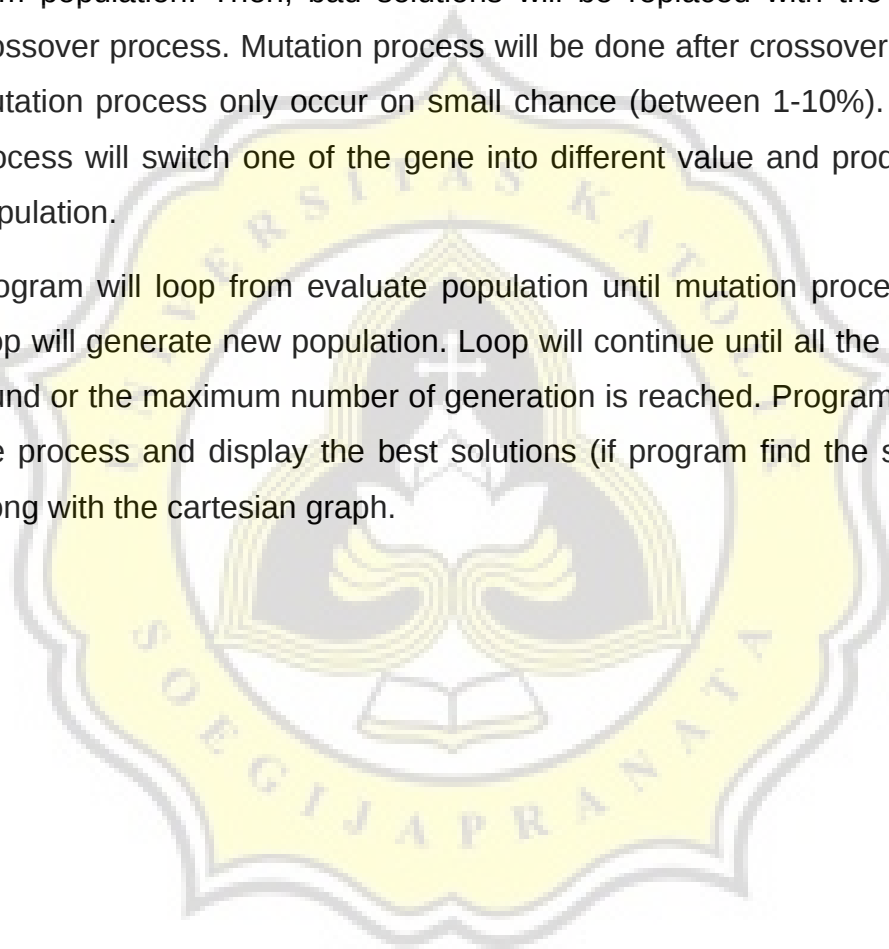 population. Then, bad solutions will be replaced with the
ossover process. Mutation process will be done after crossover
utation process only occur on small chance (between 1-10%).
ocess will switch one of the gene into different value and prod
pulation.
ogram will loop from evaluate population until mutation proce
op will generate new population. Loop will continue until all the
und or the maximum number of generation is reached. Program
e process and display the best solutions (if program find the s
ong with the cartesian graph.
UNIVERSITAS KATOLIK
SOEGIJAPRANATA